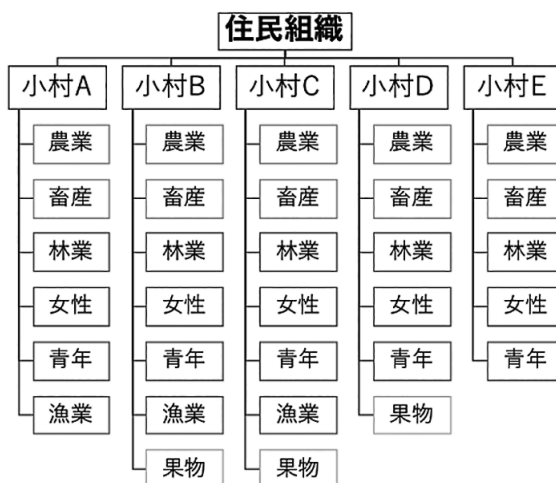 住民組織
小村A
小村B
小村C
小村D
小村E
農業
農業
農業
農業
農業
畜産
畜産
畜産
畜産
畜産
林業
林業
林業
林業
林業
女性
女性
女性
女性
女性
青年
青年
青年
青年
青年
漁業
漁業
漁業
果物
果物
果物